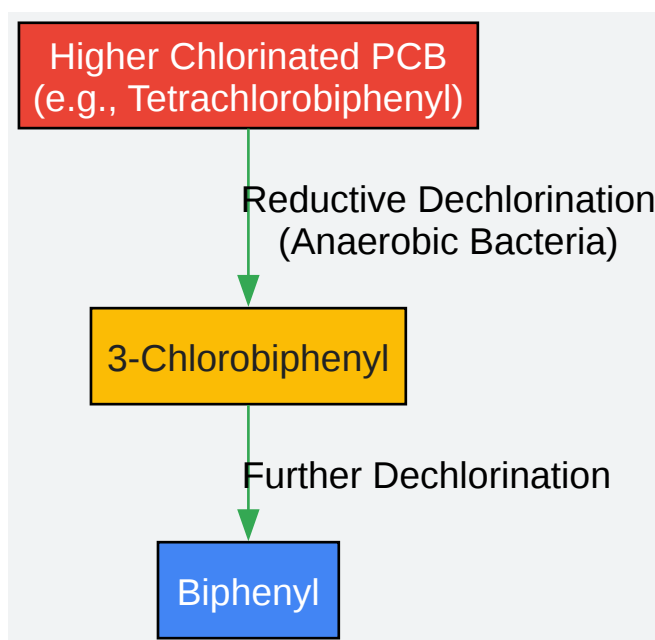 Higher Chlorinated PCB
(e.g., Tetrachlorobiphenyl)
Reductive Dechlorination
(Anaerobic Bacteria)
3-Chlorobiphenyl
Further Dechlorination
Biphenyl